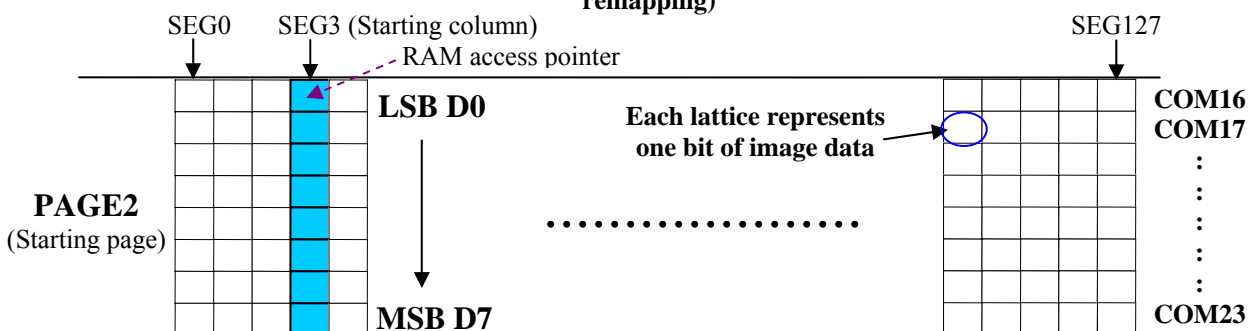 remapping)
SEG0 SEG3 (Starting column) SEG127
RAM access pointer
LSB D0
Each lattice represents
one bit of image data
COM16
COM17
:
:
:
:
:
COM23
PAGE2
(Starting page)
.....................
MSB D7